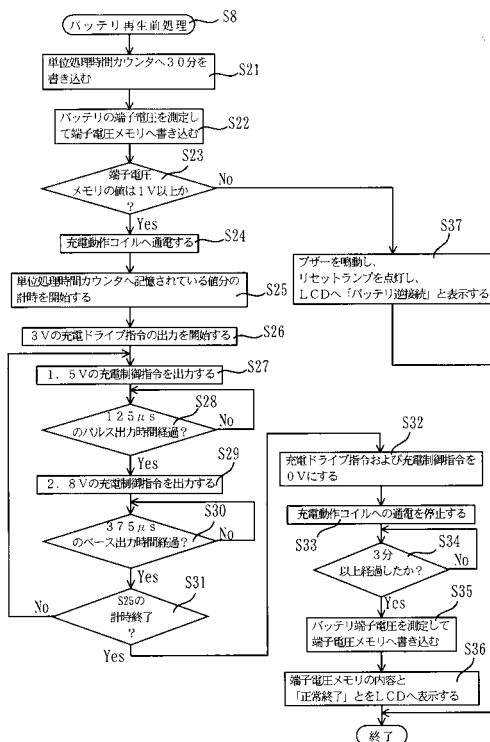 バッテリ再生前処理
S8
単位処理時間カウンタへ30分を
書き込む
S21
バッテリの端子電圧を測定し
て端子電圧メモリへ書き込む
S22
S23
端子電圧
メモリの値は1V以上か
?
No
Yes
充電動作コイルへ通電する
S24
単位処理時間カウンタへ記憶されている値分の
計時を開始する
S25
3Vの充電ドライブ指令の出力を開始する
S26
1.5Vの充電制御指令を出力する
S27
S28
125μs
のパルス出力時間経過?
No
Yes
2.8Vの充電制御指令を出力する
S29
S30
375μs
のベース出力時間経過?
No
Yes
S31
S25の
計時終了
?
No
Yes
S37
ブザーを鳴動し、
リセットランプを点灯し、
LCDへ「バッテリ逆接続」と表示する
S32
充電ドライブ指令および充電制御指令を
0Vにする
充電動作コイルへの通電を停止する
S33
S34
3分
以上経過したか?
No
Yes
S35
バッテリ端子電圧を測定して
端子電圧メモリへ書き込む
S36
端子電圧メモリの内容と
「正常終了」とをLCDへ表示する
終了